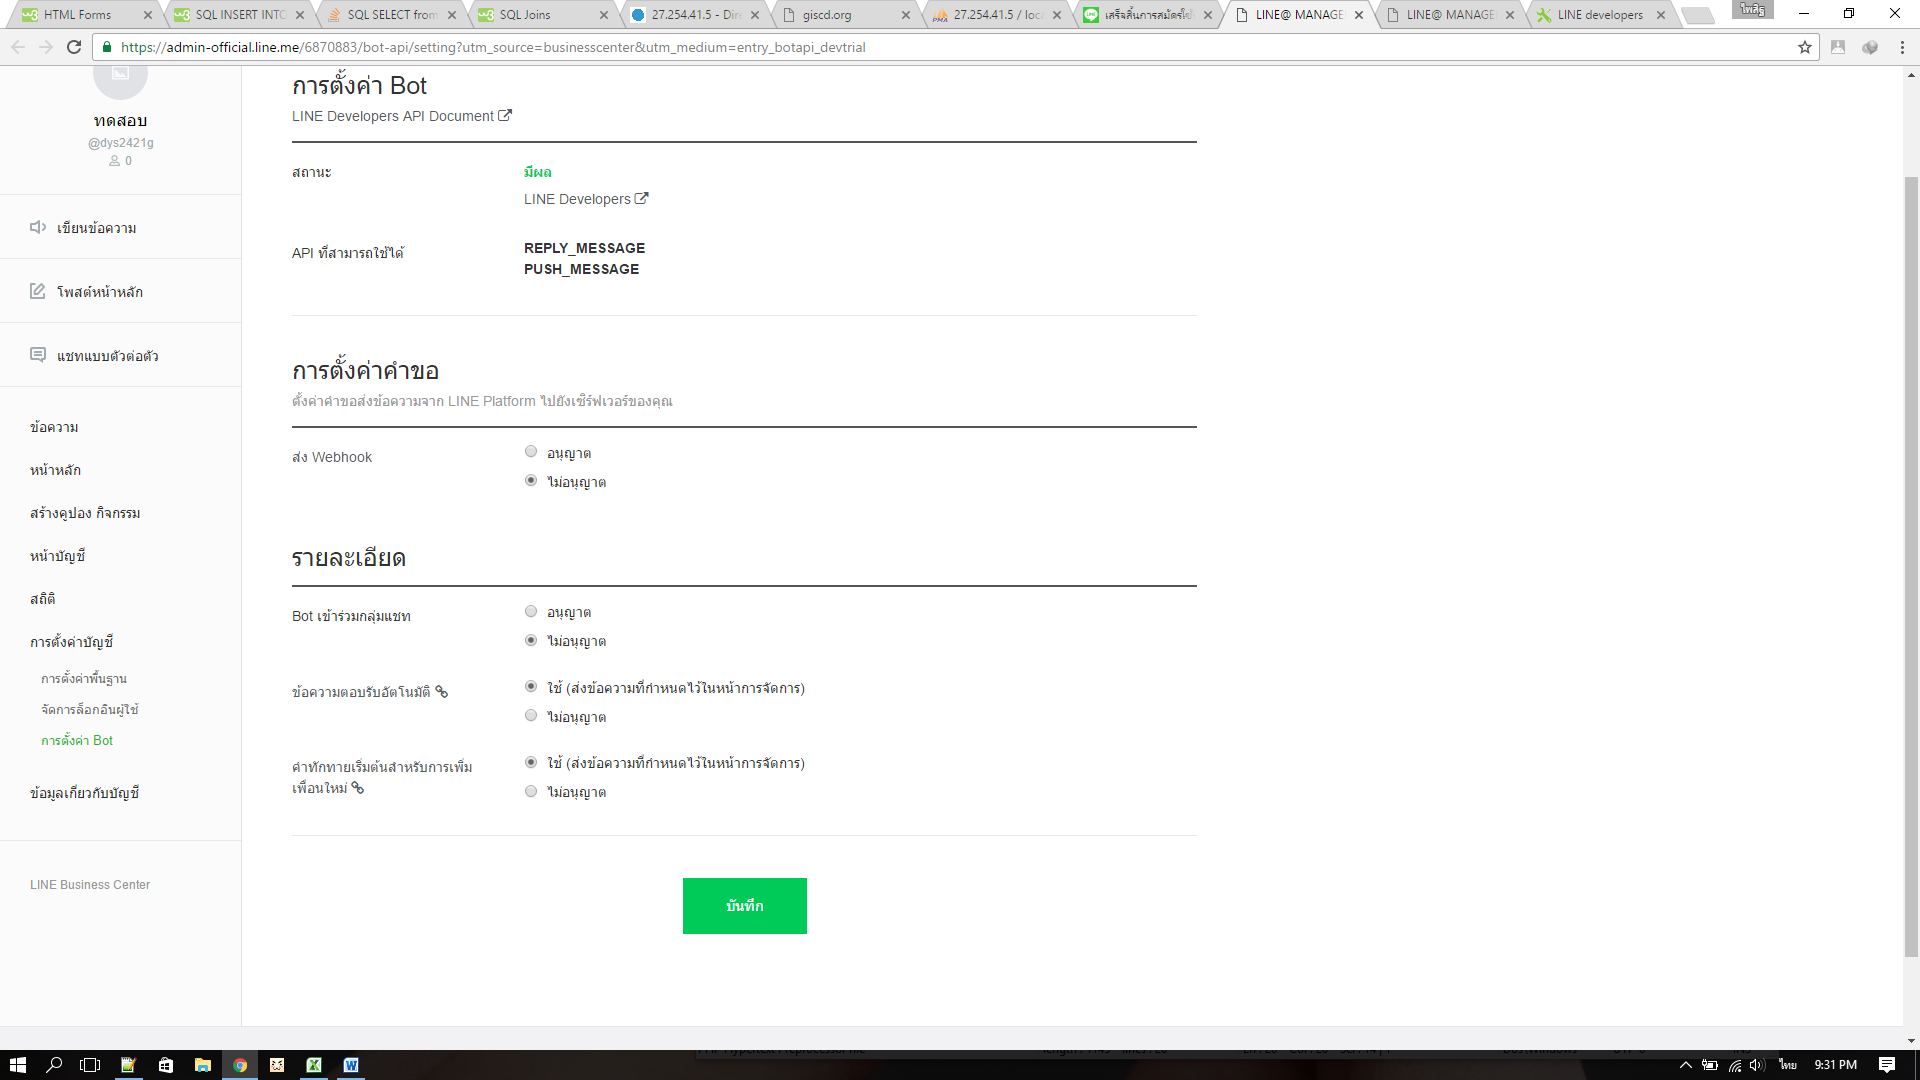 HTML Forms
SQL INSERT INTO
SQL SELECT from
SQL Joins
27.254.41.5 - Dire
giscd.org
27.254.41.5 / loca
เสร็จสิ้นการสมัครใช้
LINE@ MANAGE
LINE@ MANAGE
LINE developers
ไพสิฐ
https://admin-official.line.me/6870883/bot-api/setting?utm_source=businesscenter&utm_medium=entry_botapi_devtrial
ทดสอบ
@dys2421g
0
เขียนข้อความ
โพสต์หน้าหลัก
แชทแบบตัวต่อตัว
ข้อความ
หน้าหลัก
สร้างคูปอง กิจกรรม
หน้าบัญชี
สถิติ
การตั้งค่าบัญชี
การตั้งค่าพื้นฐาน
จัดการล็อกอินผู้ใช้
การตั้งค่า Bot
ข้อมูลเกี่ยวกับบัญชี
LINE Business Center
การตั้งค่า Bot
LINE Developers API Document
สถานะ
มีผล
LINE Developers
API ที่สามารถใช้ได้
REPLY_MESSAGE
PUSH_MESSAGE
การตั้งค่าคำขอ
ตั้งค่าคำขอส่งข้อความจาก LINE Platform ไปยังเซิร์ฟเวอร์ของคุณ
ส่ง Webhook
อนุญาต
ไม่อนุญาต
รายละเอียด
Bot เข้าร่วมกลุ่มแชท
อนุญาต
ไม่อนุญาต
ข้อความตอบรับอัตโนมัติ
ใช้ (ส่งข้อความที่กำหนดไว้ในหน้าการจัดการ)
ไม่อนุญาต
คำทักทายเริ่มต้นสำหรับการเพิ่ม
เพื่อนใหม่
ใช้ (ส่งข้อความที่กำหนดไว้ในหน้าการจัดการ)
ไม่อนุญาต
บันทึก
ไทย
9:31 PM